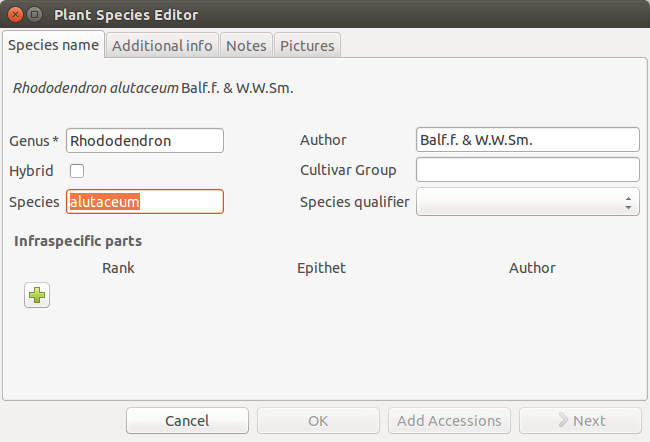 Plant Species Editor
Species name Additional info Notes Pictures
Rhododendron alutaceum Balf.f. & W.W.Sm.
Genus * Rhododendron Author Balf.f. & W.W.Sm.
Hybrid Cultivar Group
Species alutaceum Species qualifier
Infraspecific parts
Rank Epithet Author
Cancel OK Add Accessions Next